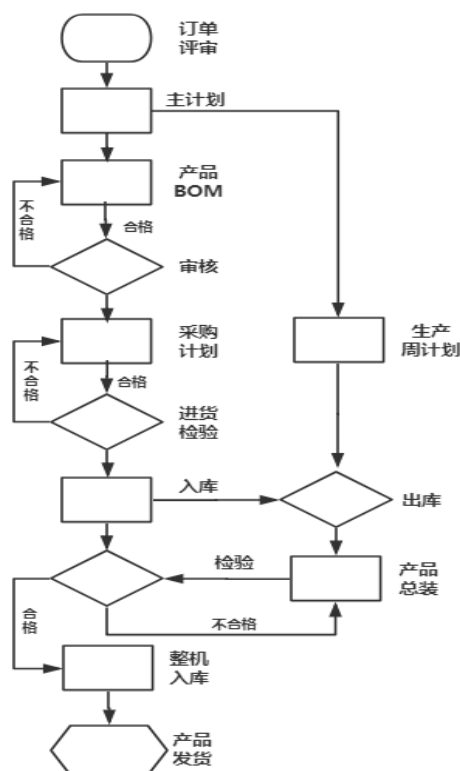 订单
评审
主计划
产品
BOM
不合格
合格
审核
采购
计划
生产
周计划
不合格
合格
进货
检验
入库
出库
检验
产品
总装
合格
不合格
整机
入库
产品
发货